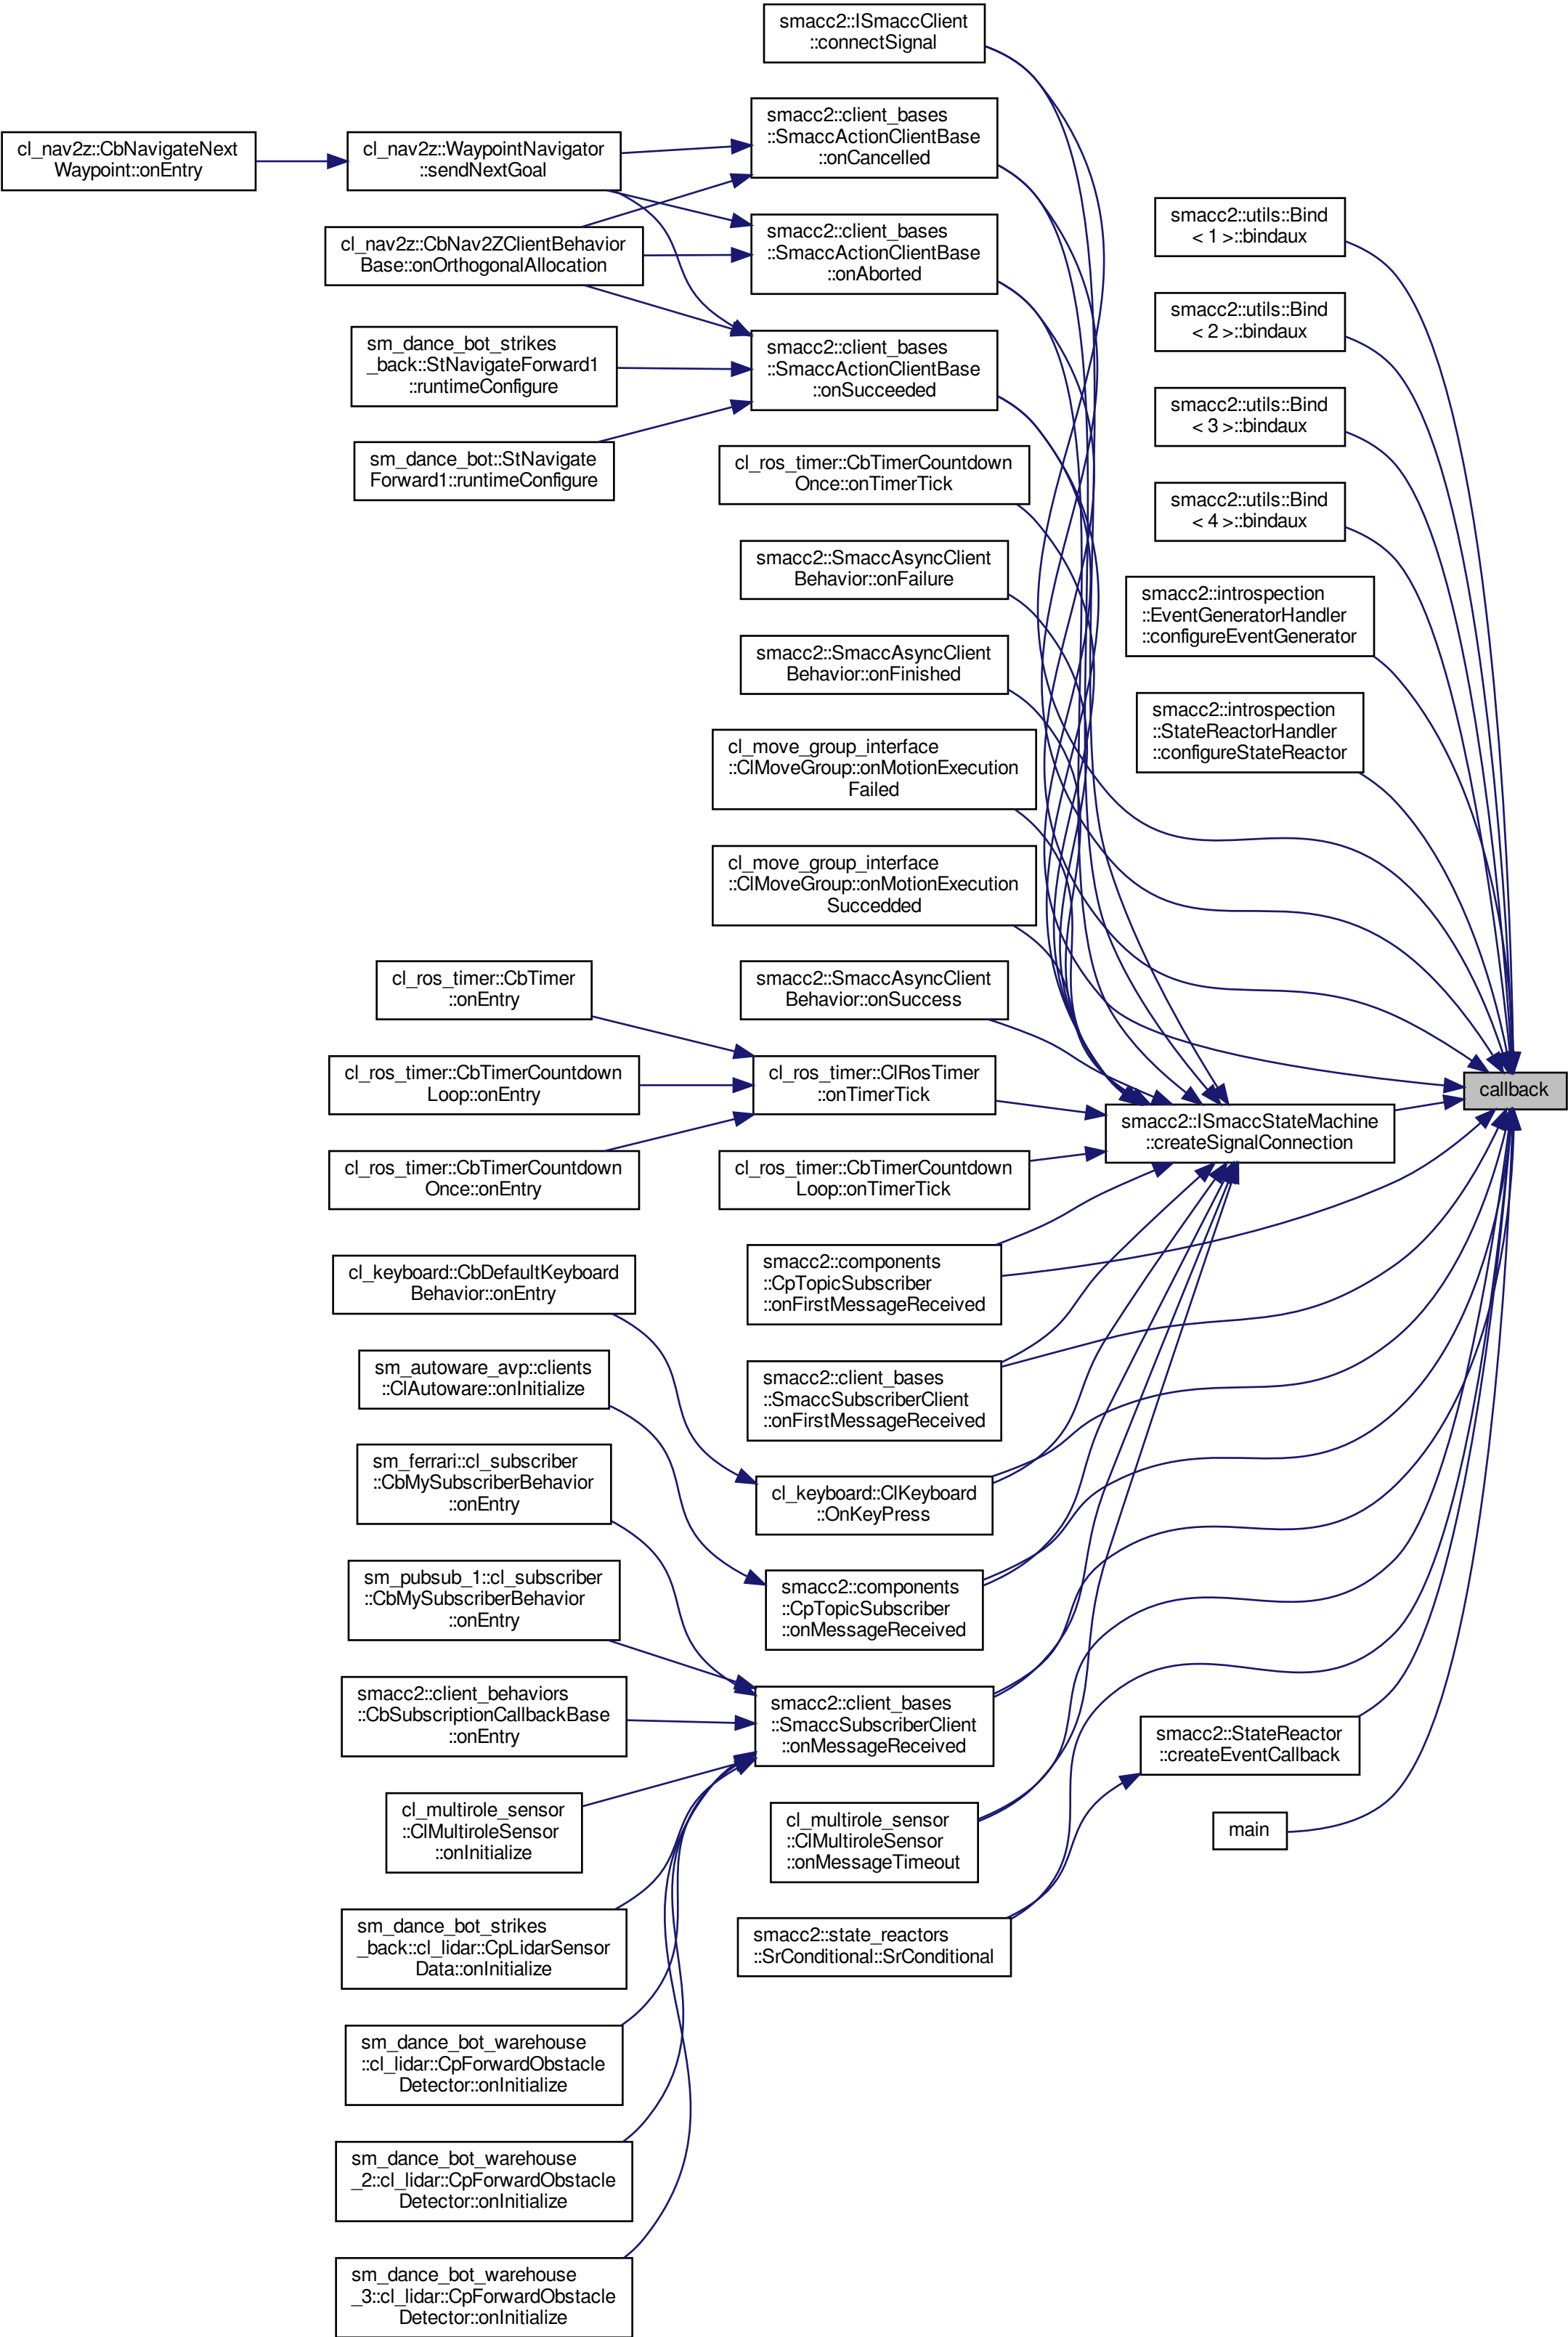 smacc2::ISmaccClient
::connectSignal
smacc2::client_bases
::SmaccActionClientBase
::onCancelled
cl_nav2z::CbNavigateNext
Waypoint::onEntry
cl_nav2z::WaypointNavigator
::sendNextGoal
smacc2::client_bases
::SmaccActionClientBase
::onAborted
cl_nav2z::CbNav2ZClientBehavior
Base::onOrthogonalAllocation
smacc2::client_bases
::SmaccActionClientBase
::onSucceeded
sm_dance_bot_strikes
_back::StNavigateForward1
::runtimeConfigure
sm_dance_bot::StNavigate
Forward1::runtimeConfigure
smacc2::utils::Bind
< 1 >::bindaux
smacc2::utils::Bind
< 2 >::bindaux
smacc2::utils::Bind
< 3 >::bindaux
smacc2::utils::Bind
< 4 >::bindaux
cl_ros_timer::CbTimerCountdown
Once::onTimerTick
smacc2::SmaccAsyncClient
Behavior::onFailure
smacc2::introspection
::EventGeneratorHandler
::configureEventGenerator
smacc2::SmaccAsyncClient
Behavior::onFinished
smacc2::introspection
::StateReactorHandler
::configureStateReactor
cl_move_group_interface
::ClMoveGroup::onMotionExecution
Failed
cl_move_group_interface
::ClMoveGroup::onMotionExecution
Succedded
smacc2::SmaccAsyncClient
Behavior::onSuccess
cl_ros_timer::CbTimer
::onEntry
cl_ros_timer::CbTimerCountdown
Loop::onEntry
cl_ros_timer::ClRosTimer
::onTimerTick
callback
smacc2::ISmaccStateMachine
::createSignalConnection
cl_ros_timer::CbTimerCountdown
Once::onEntry
cl_ros_timer::CbTimerCountdown
Loop::onTimerTick
smacc2::components
::CpTopicSubscriber
::onFirstMessageReceived
cl_keyboard::CbDefaultKeyboard
Behavior::onEntry
smacc2::client_bases
::SmaccSubscriberClient
::onFirstMessageReceived
sm_autoware_avp::clients
::ClAutoware::onInitialize
sm_ferrari::cl_subscriber
::CbMySubscriberBehavior
::onEntry
cl_keyboard::ClKeyboard
::OnKeyPress
sm_pubsub_1::cl_subscriber
::CbMySubscriberBehavior
::onEntry
smacc2::components
::CpTopicSubscriber
::onMessageReceived
smacc2::client_behaviors
::CbSubscriptionCallbackBase
::onEntry
smacc2::client_bases
::SmaccSubscriberClient
::onMessageReceived
smacc2::StateReactor
::createEventCallback
cl_multirole_sensor
::ClMultiroleSensor
::onInitialize
cl_multirole_sensor
::ClMultiroleSensor
::onMessageTimeout
main
sm_dance_bot_strikes
_back::cl_lidar::CpLidarSensor
Data::onInitialize
smacc2::state_reactors
::SrConditional::SrConditional
sm_dance_bot_warehouse
::cl_lidar::CpForwardObstacle
Detector::onInitialize
sm_dance_bot_warehouse
_2::cl_lidar::CpForwardObstacle
Detector::onInitialize
sm_dance_bot_warehouse
_3::cl_lidar::CpForwardObstacle
Detector::onInitialize